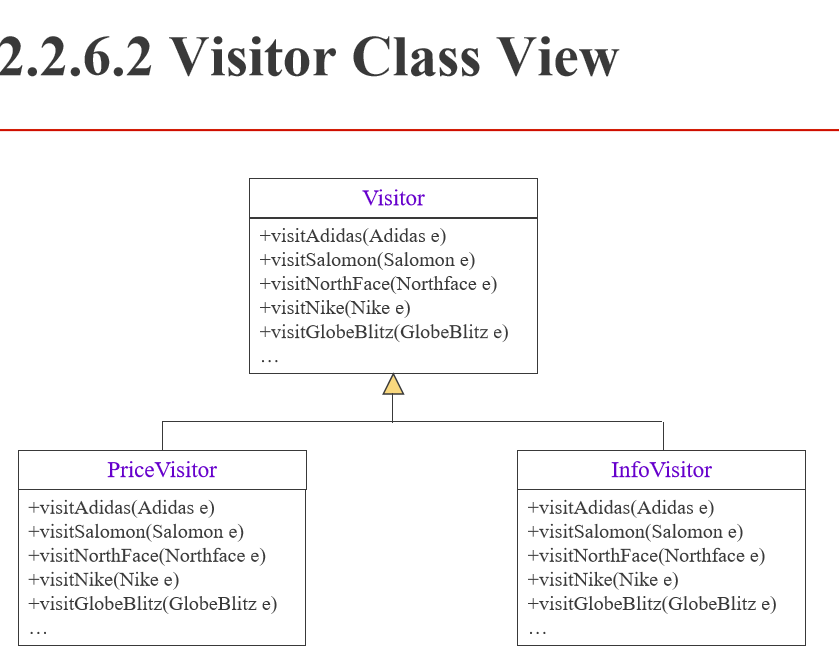 2.2.6.2 Visitor Class View
Visitor
+visitAdidas(Adidas e)
+visitSalomon(Salomon e)
+visitNorthFace(Northface e)
+visitNike(Nike e)
+visitGlobeBlitz(GlobeBlitz e)
…
PriceVisitor
+visitAdidas(Adidas e)
+visitSalomon(Salomon e)
+visitNorthFace(Northface e)
+visitNike(Nike e)
+visitGlobeBlitz(GlobeBlitz e)
…
InfoVisitor
+visitAdidas(Adidas e)
+visitSalomon(Salomon e)
+visitNorthFace(Northface e)
+visitNike(Nike e)
+visitGlobeBlitz(GlobeBlitz e)
…